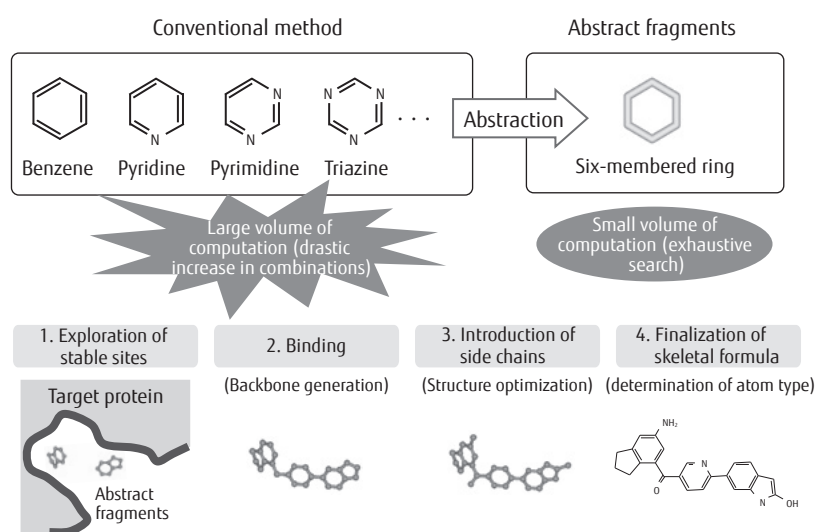 Conventional method
Abstract fragments
N
N
N
N
N
N
· · ·
Abstraction
Benzene
Pyridine
Pyrimidine
Triazine
Six-membered ring
Large volume of
computation (drastic
increase in combinations)
Small volume of
computation (exhaustive
search)
1. Exploration of
stable sites
2. Binding
(Backbone generation)
3. Introduction of
side chains
(Structure optimization)
4. Finalization of
skeletal formula
(determination of atom type)
Target protein
Abstract
fragments
NH₂
O
N
N
OH